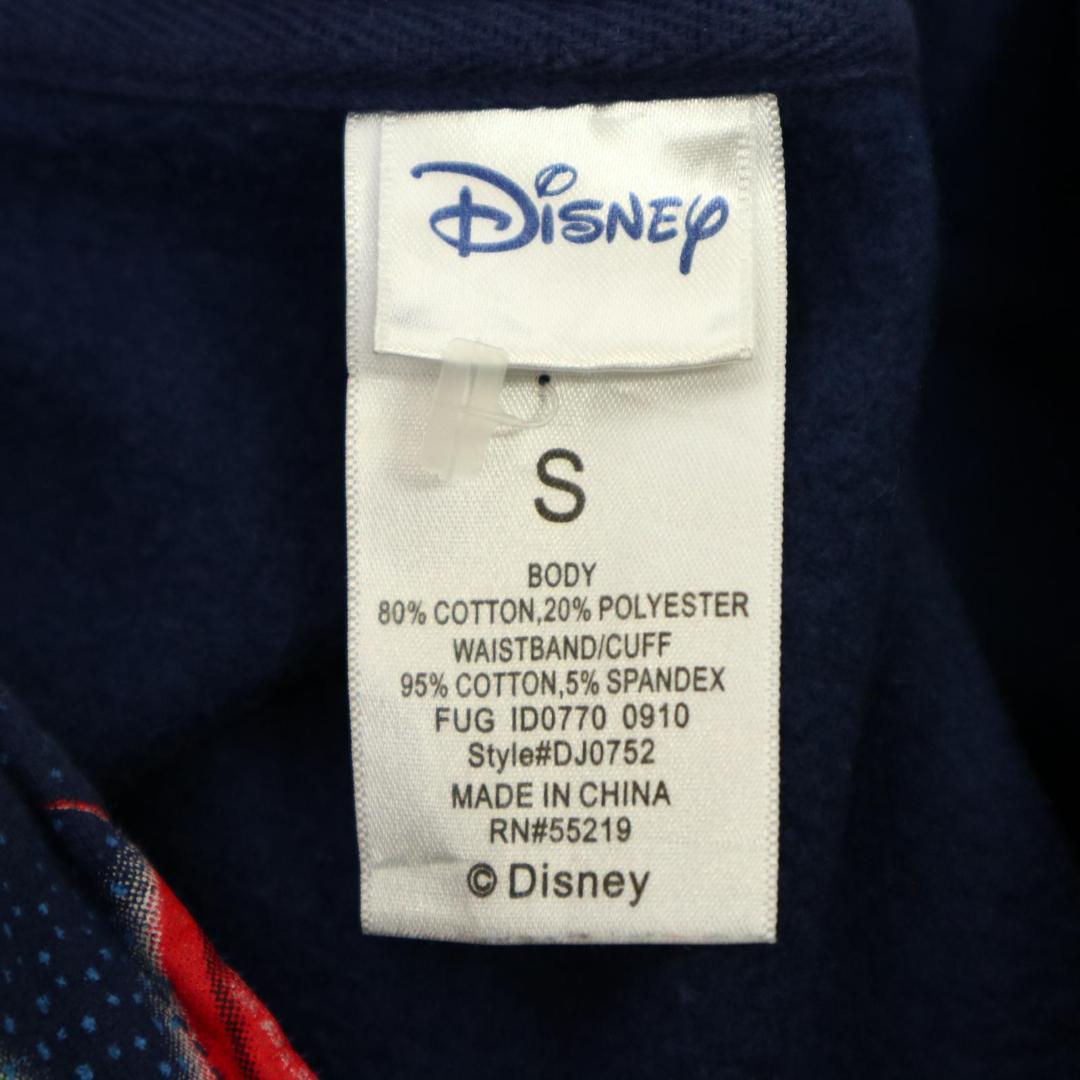 Disney
S
BODY
80% COTTON,20% POLYESTER
WAISTBAND/CUFF
95% COTTON,5% SPANDEX
FUG ID0770 0910
Style#DJ0752
MADE IN CHINA
RN#55219
© Disney